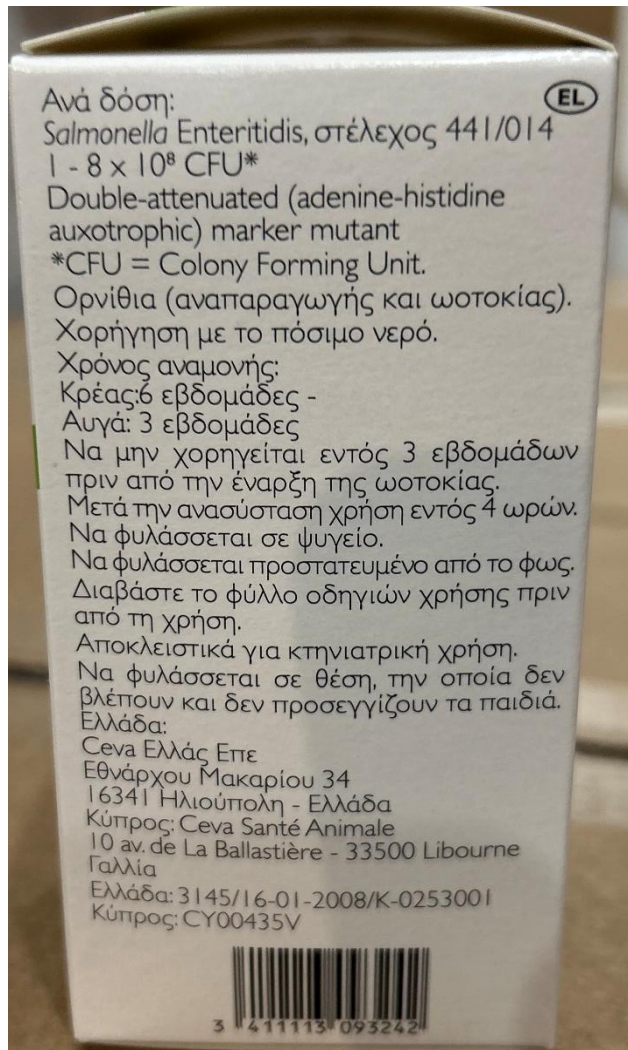 Ανά δόση:
EL
Salmonella Enteritidis, στέλεχος 441/014
1 - 8 x 10⁸ CFU*
Double-attenuated (adenine-histidine
auxotrophic) marker mutant
*CFU = Colony Forming Unit.
Ορνίθια (αναπαραγωγής και ωοτοκίας).
Χορήγηση με το πόσιμο νερό.
Χρόνος αναμονής:
Κρέας:6 εβδομάδες -
Αυγά: 3 εβδομάδες
Να μην χορηγείται εντός 3 εβδομάδων
πριν από την έναρξη της ωοτοκίας.
Μετά την ανασύσταση χρήση εντός 4 ωρών.
Να φυλάσσεται σε ψυγείο.
Να φυλάσσεται προστατευμένο από το φως.
Διαβάστε το φύλλο οδηγιών χρήσης πριν
από τη χρήση.
Αποκλειστικά για κτηνιατρική χρήση.
Να φυλάσσεται σε θέση, την οποία δεν
βλέπουν και δεν προσεγγίζουν τα παιδιά.
Ελλάδα:
Ceva Ελλάς Επε
Εθνάρχου Μακαρίου 34
16341 Ηλιούπολη - Ελλάδα
Κύπρος: Ceva Santé Animale
10 av. de La Ballastière - 33500 Libourne
Γαλλία
Ελλάδα: 3145/16-01-2008/K-0253001
Κύπρος: CY00435V
3 411113 093242